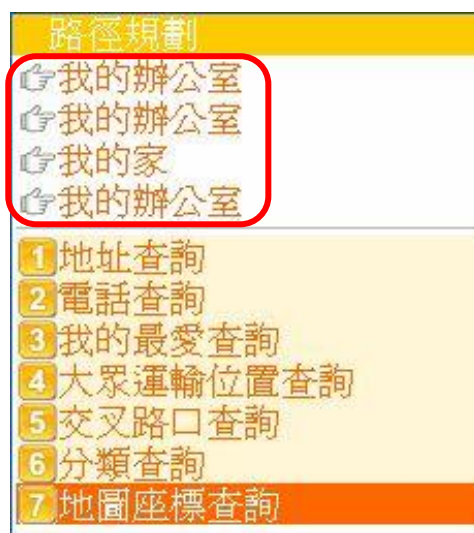 路徑規劃
我的辦公室
我的辦公室
我的家
我的辦公室
1 地址查詢
2 電話查詢
3 我的最愛查詢
4 大眾運輸位置查詢
5 交叉路口查詢
6 分類查詢
7 地圖座標查詢